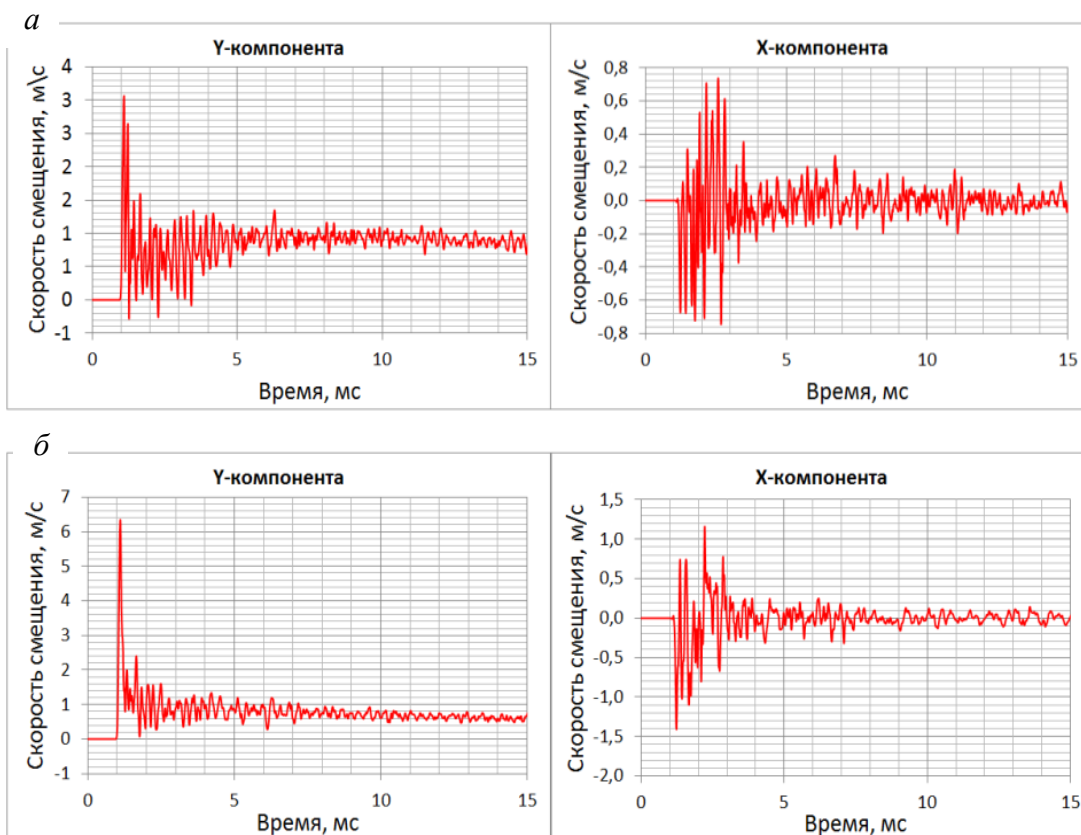 а
Y-компонента
Скорость смещения, м\с
4
3
3
2
2
1
1
0
-1
0 5 10 15
Время, мс
X-компонента
Скорость смещения, м/с
0,8
0,6
0,4
0,2
0,0
-0,2
-0,4
-0,6
-0,8
0 5 10 15
Время, мс
б
Y-компонента
Скорость смещения, м/с
7
6
5
4
3
2
1
0
-1
0 5 10 15
Время, мс
X-компонента
Скорость смещения, м/с
1,5
1,0
0,5
0,0
-0,5
-1,0
-1,5
-2,0
0 5 10 15
Время, мс